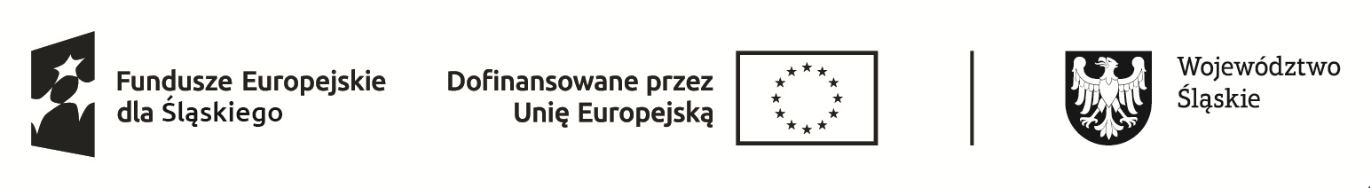 Fundusze Europejskie
dla Śląskiego
Dofinansowane przez
Unię Europejską
Województwo
Śląskie